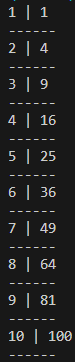 1 | 1
------
2 | 4
------
3 | 9
------
4 | 16
------
5 | 25
------
6 | 36
------
7 | 49
------
8 | 64
------
9 | 81
------
10 | 100
------